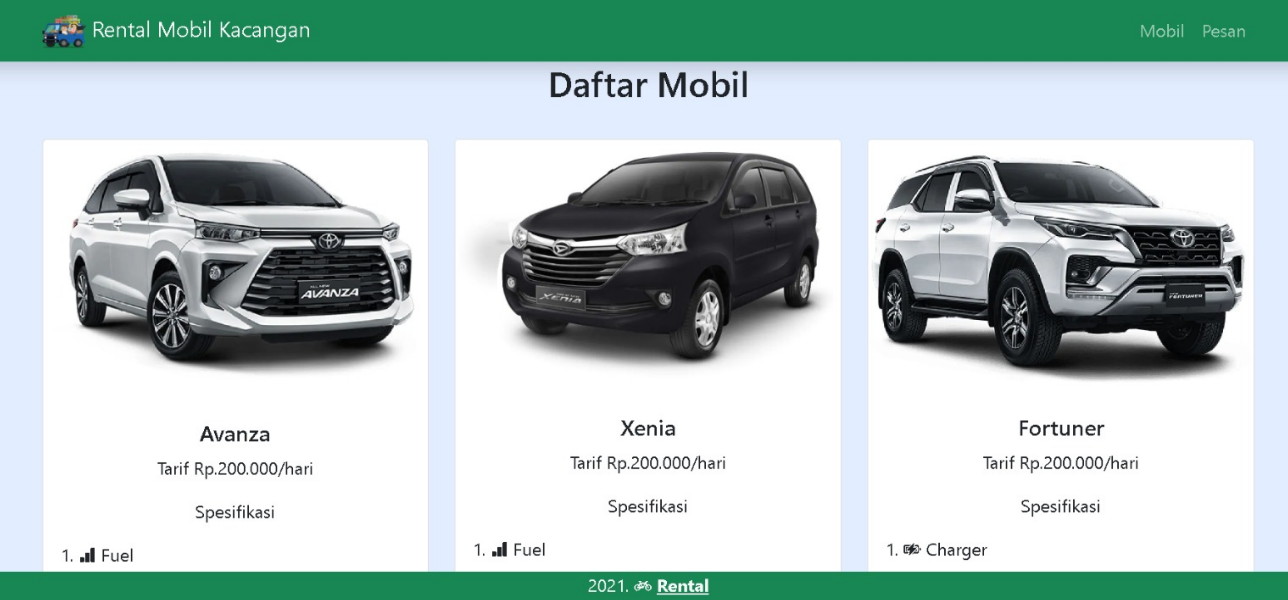 Rental Mobil Kacangan
Mobil Pesan
Daftar Mobil
AVANZA
XENIA
FORTUNER
Avanza
Tarif Rp.200.000/hari
Spesifikasi
1. Fuel
Xenia
Tarif Rp.200.000/hari
Spesifikasi
1. Fuel
Fortuner
Tarif Rp.200.000/hari
Spesifikasi
1. Charger
2021. Rental